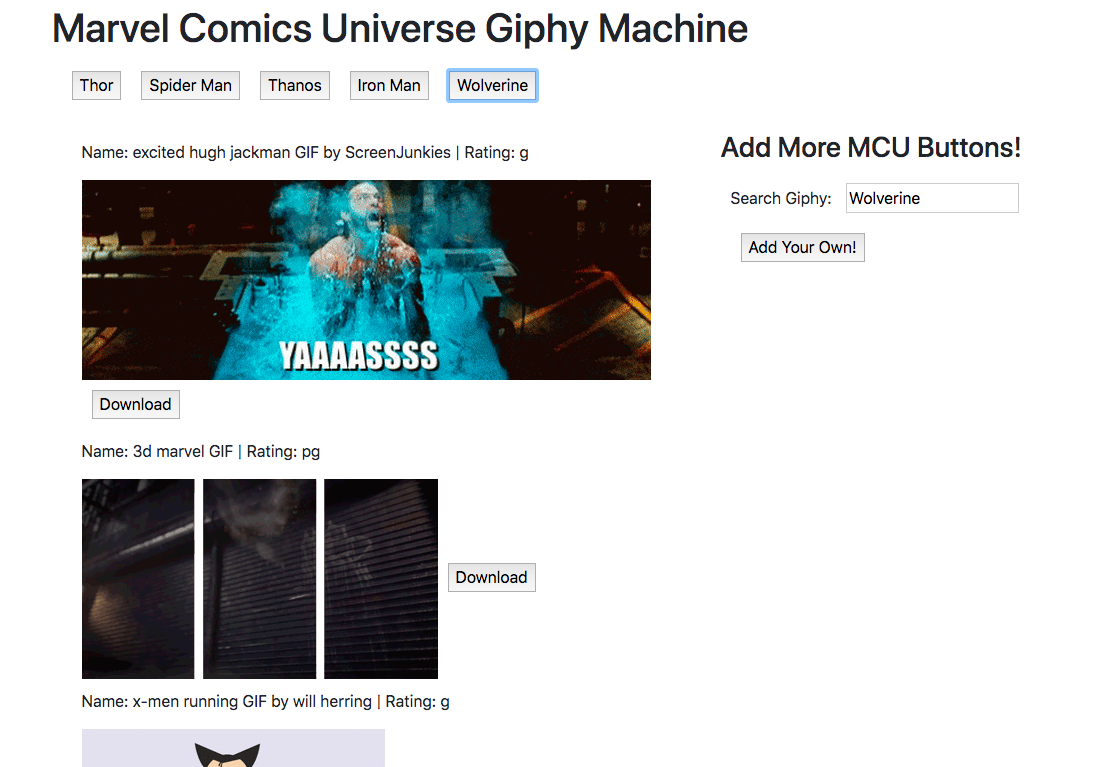 Marvel Comics Universe Giphy Machine
Thor Spider Man Thanos Iron Man Wolverine
Name: excited hugh jackman GIF by ScreenJunkies | Rating: g
YAAAASSSS
Download
Name: 3d marvel GIF | Rating: pg
Download
Name: x-men running GIF by will herring | Rating: g
Add More MCU Buttons!
Search Giphy: Wolverine
Add Your Own!